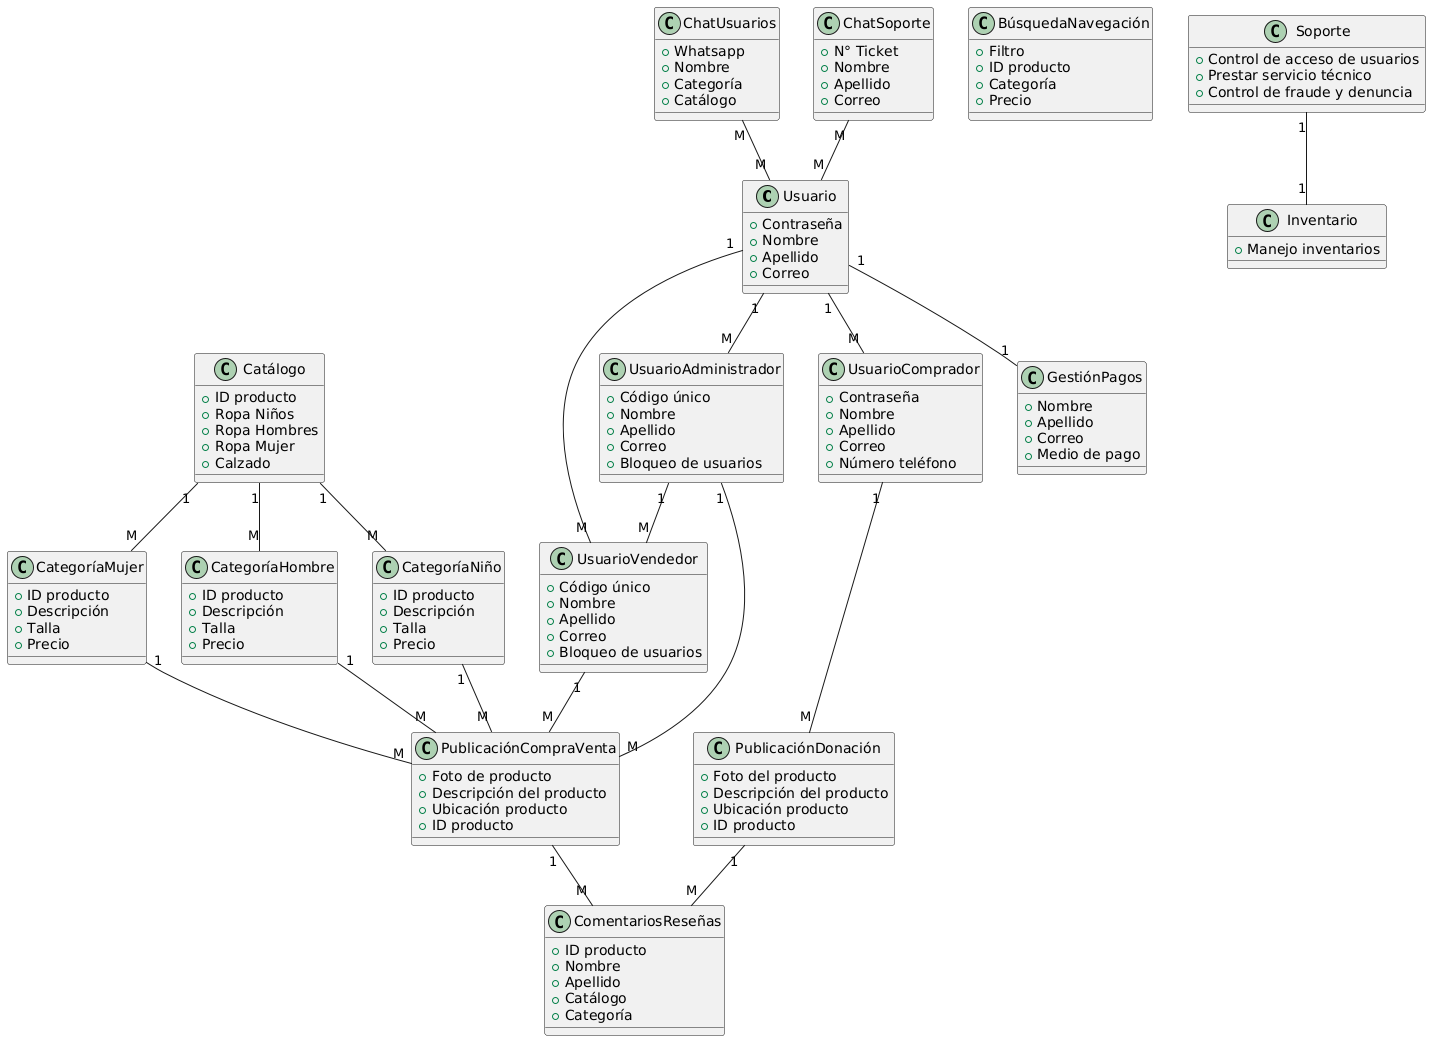 C ChatUsuarios
Whatsapp
Nombre
Categoría
Catálogo
C ChatSoporte
N° Ticket
Nombre
Apellido
Correo
C BúsquedaNavegación
Filtro
ID producto
Categoría
Precio
C Soporte
Control de acceso de usuarios
Prestar servicio técnico
Control de fraude y denuncia
M
M
1
M
M
1
C Usuario
Contraseña
Nombre
Apellido
Correo
C Inventario
Manejo inventarios
1
1
1
1
M
M
1
C Catálogo
ID producto
Ropa Niños
Ropa Hombres
Ropa Mujer
Calzado
C UsuarioAdministrador
Código único
Nombre
Apellido
Correo
Bloqueo de usuarios
C UsuarioComprador
Contraseña
Nombre
Apellido
Correo
Número teléfono
C GestiónPagos
Nombre
Apellido
Correo
Medio de pago
1
1
1
1
1
1
M
M
M
M
M
C CategoríaMujer
ID producto
Descripción
Talla
Precio
C CategoríaHombre
ID producto
Descripción
Talla
Precio
C CategoríaNiño
ID producto
Descripción
Talla
Precio
C UsuarioVendedor
Código único
Nombre
Apellido
Correo
Bloqueo de usuarios
1
1
1
1
M
M
M
M
M
M
C PublicaciónCompraVenta
Foto de producto
Descripción del producto
Ubicación producto
ID producto
C PublicaciónDonación
Foto del producto
Descripción del producto
Ubicación producto
ID producto
1
1
M
M
C ComentariosReseñas
ID producto
Nombre
Apellido
Catálogo
Categoría